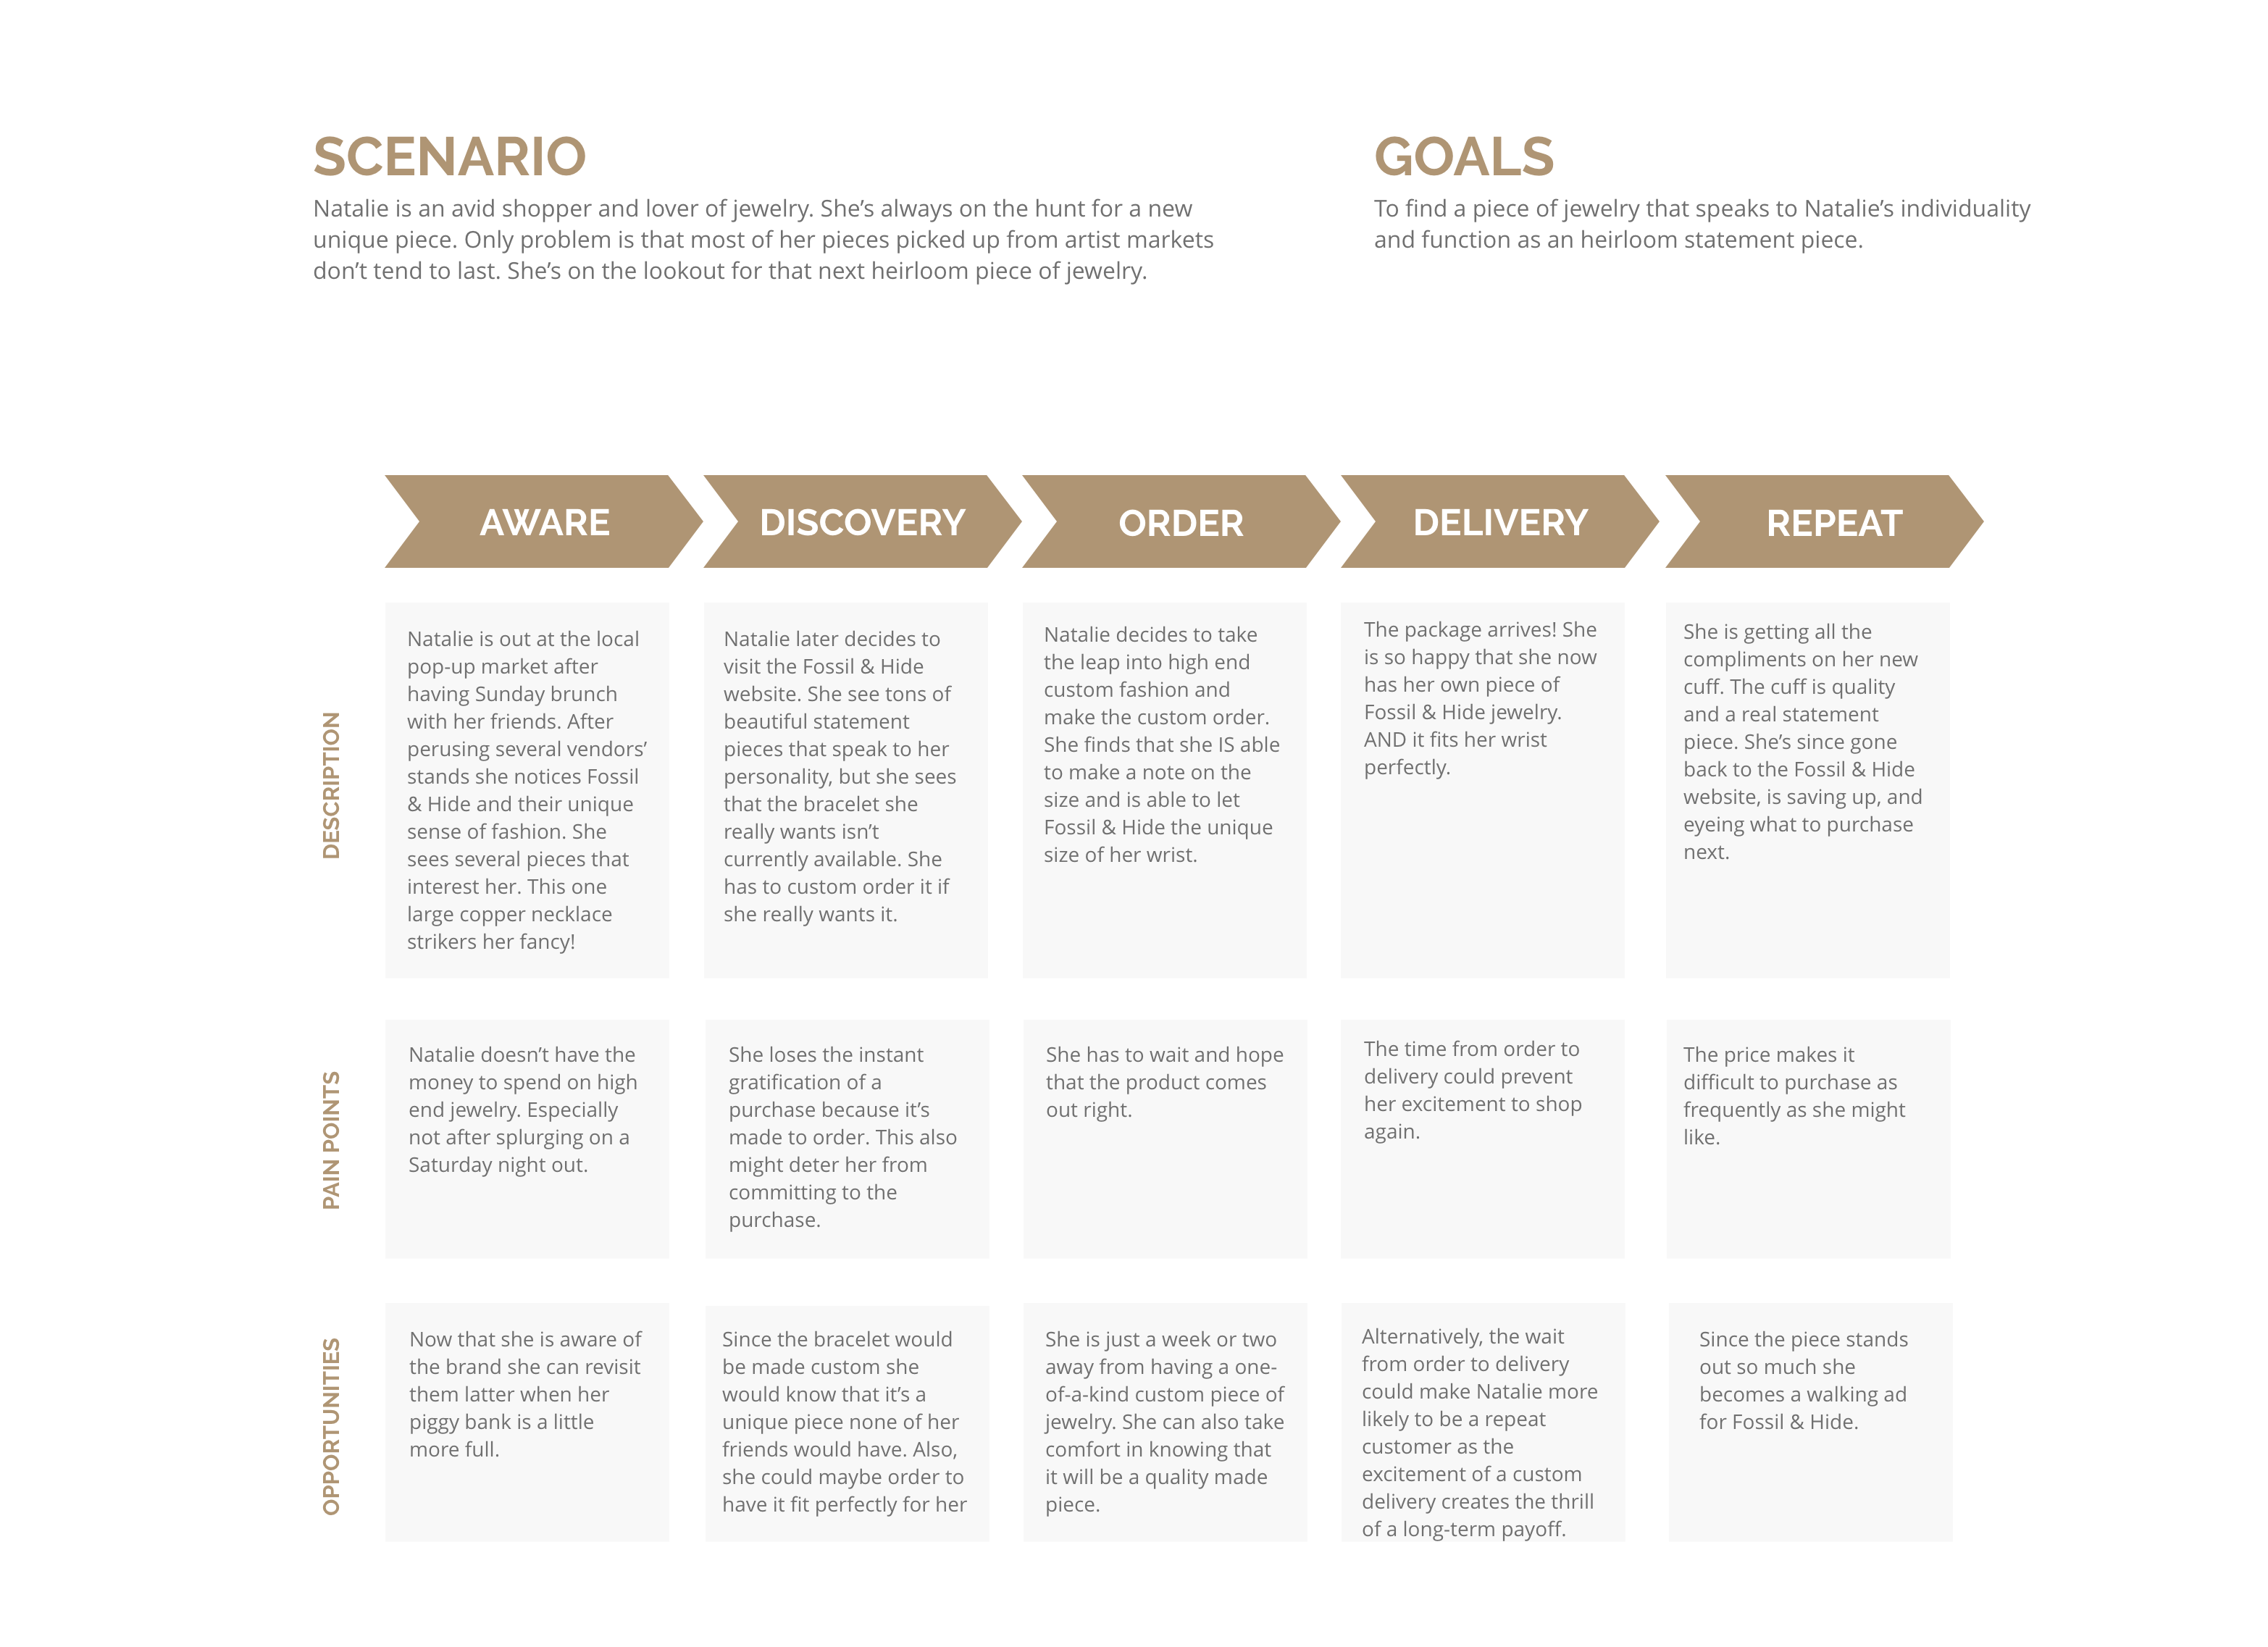 SCENARIO
Natalie is an avid shopper and lover of jewelry. She’s always on the hunt for a new
unique piece. Only problem is that most of her pieces picked up from artist markets
don’t tend to last. She’s on the lookout for that next heirloom piece of jewelry.
GOALS
To find a piece of jewelry that speaks to Natalie’s individuality
and function as an heirloom statement piece.
AWARE
DISCOVERY
ORDER
DELIVERY
REPEAT
DESCRIPTION
Natalie is out at the local
pop-up market after
having Sunday brunch
with her friends. After
perusing several vendors’
stands she notices Fossil
& Hide and their unique
sense of fashion. She
sees several pieces that
interest her. This one
large copper necklace
strikers her fancy!
Natalie later decides to
visit the Fossil & Hide
website. She see tons of
beautiful statement
pieces that speak to her
personality, but she sees
that the bracelet she
really wants isn’t
currently available. She
has to custom order it if
she really wants it.
Natalie decides to take
the leap into high end
custom fashion and
make the custom order.
She finds that she IS able
to make a note on the
size and is able to let
Fossil & Hide the unique
size of her wrist.
The package arrives! She
is so happy that she now
has her own piece of
Fossil & Hide jewelry.
AND it fits her wrist
perfectly.
She is getting all the
compliments on her new
cuff. The cuff is quality
and a real statement
piece. She’s since gone
back to the Fossil & Hide
website, is saving up, and
eyeing what to purchase
next.
PAIN POINTS
Natalie doesn’t have the
money to spend on high
end jewelry. Especially
not after splurging on a
Saturday night out.
She loses the instant
gratification of a
purchase because it’s
made to order. This also
might deter her from
committing to the
purchase.
She has to wait and hope
that the product comes
out right.
The time from order to
delivery could prevent
her excitement to shop
again.
The price makes it
difficult to purchase as
frequently as she might
like.
OPPORTUNITIES
Now that she is aware of
the brand she can revisit
them latter when her
piggy bank is a little
more full.
Since the bracelet would
be made custom she
would know that it’s a
unique piece none of her
friends would have. Also,
she could maybe order to
have it fit perfectly for her
She is just a week or two
away from having a one-
of-a-kind custom piece of
jewelry. She can also take
comfort in knowing that
it will be a quality made
piece.
Alternatively, the wait
from order to delivery
could make Natalie more
likely to be a repeat
customer as the
excitement of a custom
delivery creates the thrill
of a long-term payoff.
Since the piece stands
out so much she
becomes a walking ad
for Fossil & Hide.